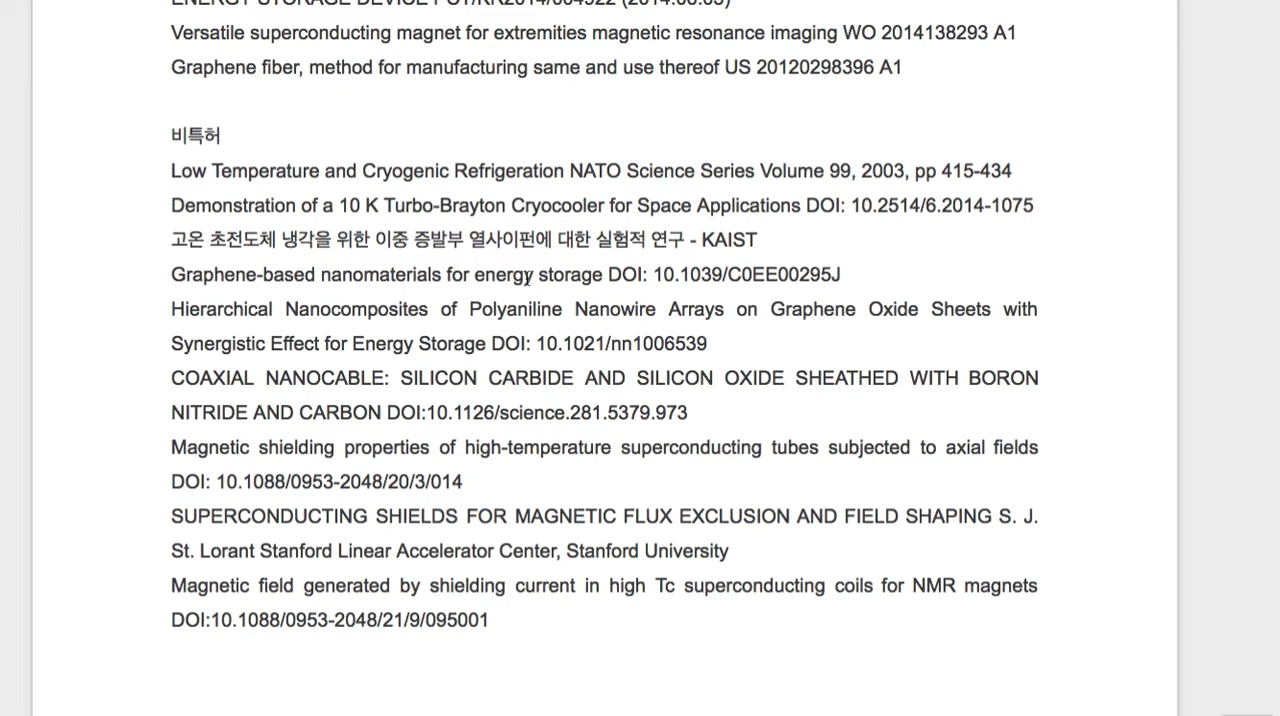 ENERGY STORAGE DEVICE PCT/KR2014/004922 (2014.06.03)
Versatile superconducting magnet for extremities magnetic resonance imaging WO 2014138293 A1
Graphene fiber, method for manufacturing same and use thereof US 20120298396 A1
비특허
Low Temperature and Cryogenic Refrigeration NATO Science Series Volume 99, 2003, pp 415-434
Demonstration of a 10 K Turbo-Brayton Cryocooler for Space Applications DOI: 10.2514/6.2014-1075
고온 초전도체 냉각을 위한 이중 증발부 열사이펀에 대한 실험적 연구 - KAIST
Graphene-based nanomaterials for energy storage DOI: 10.1039/C0EE00295J
Hierarchical Nanocomposites of Polyaniline Nanowire Arrays on Graphene Oxide Sheets with
Synergistic Effect for Energy Storage DOI: 10.1021/nn1006539
COAXIAL NANOCABLE: SILICON CARBIDE AND SILICON OXIDE SHEATHED WITH BORON
NITRIDE AND CARBON DOI:10.1126/science.281.5379.973
Magnetic shielding properties of high-temperature superconducting tubes subjected to axial fields
DOI: 10.1088/0953-2048/20/3/014
SUPERCONDUCTING SHIELDS FOR MAGNETIC FLUX EXCLUSION AND FIELD SHAPING S. J.
St. Lorant Stanford Linear Accelerator Center, Stanford University
Magnetic field generated by shielding current in high Tc superconducting coils for NMR magnets
DOI:10.1088/0953-2048/21/9/095001